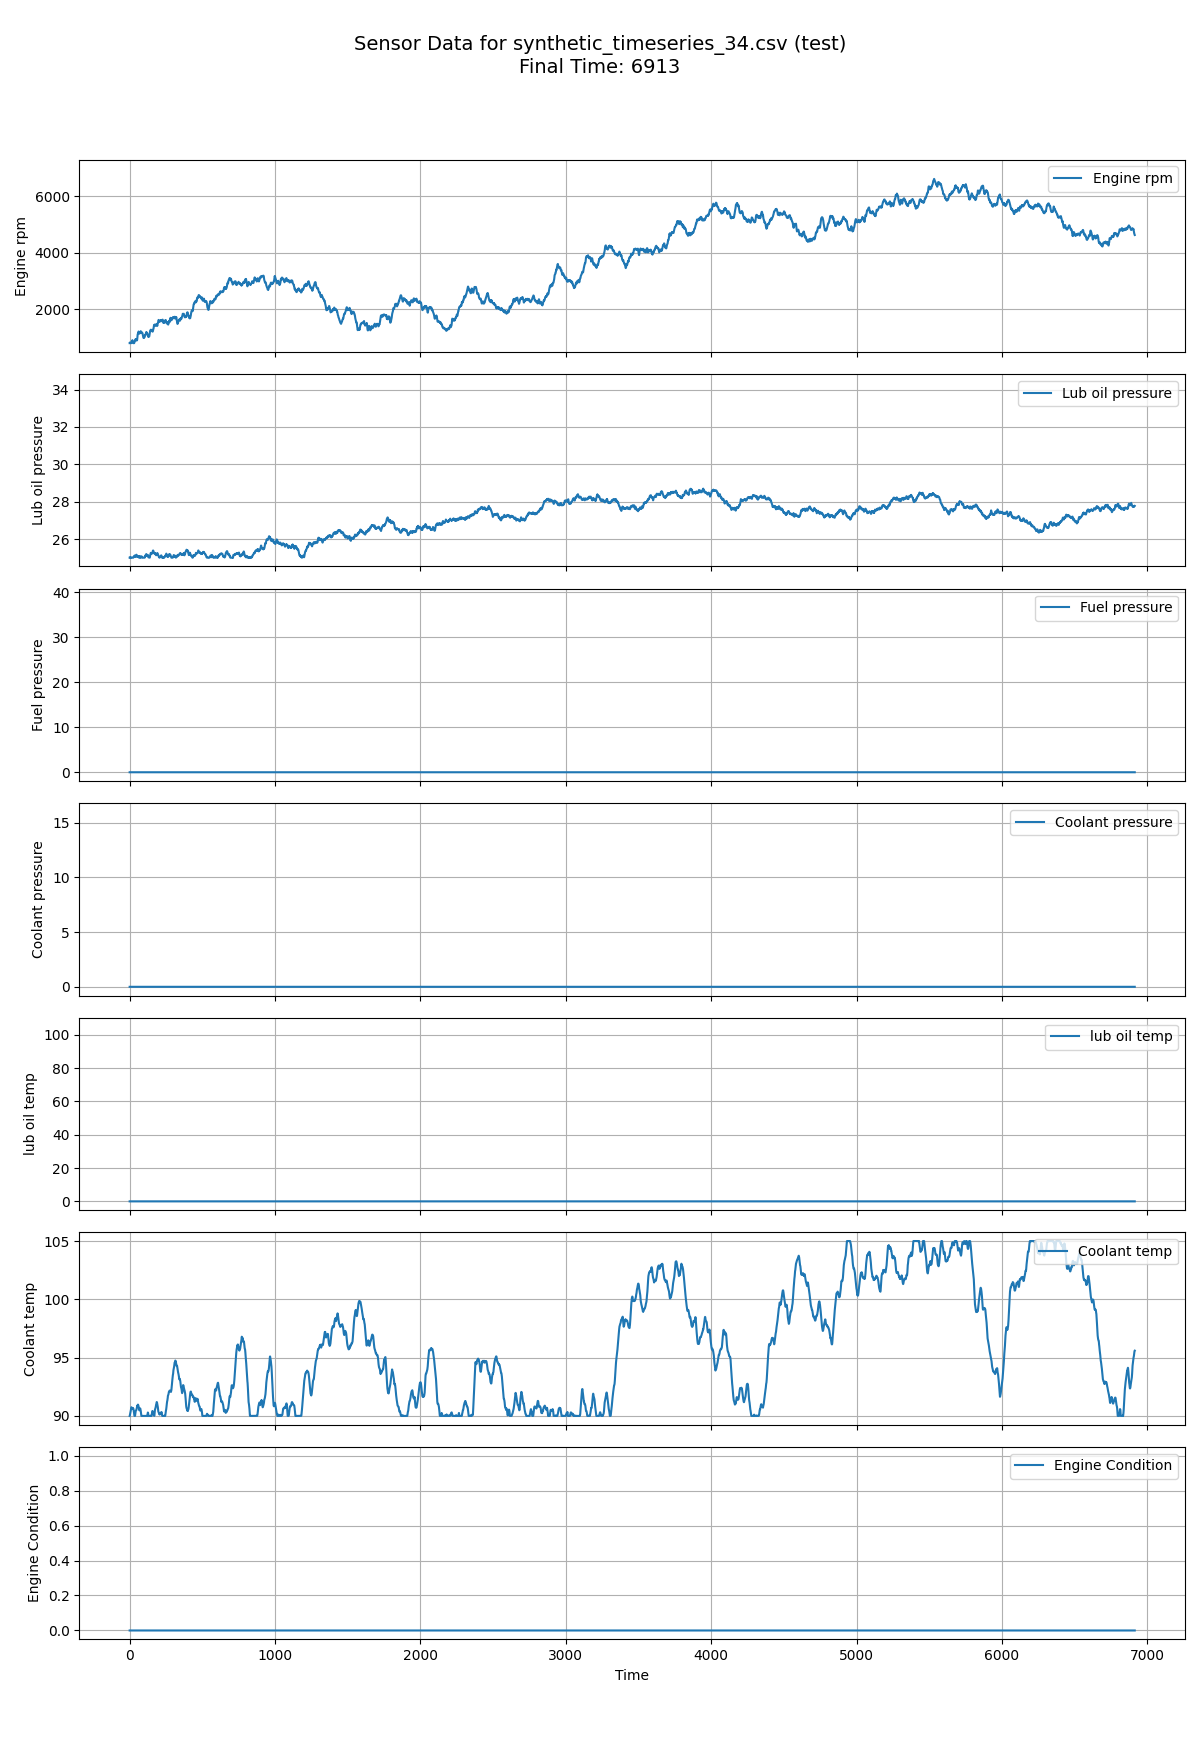 Sensor Data for synthetic_timeseries_34.csv (test)
Final Time: 6913
Engine rpm
6000
4000
2000
Engine rpm
Lub oil pressure
34
32
30
28
26
Lub oil pressure
Fuel pressure
40
30
20
10
0
Fuel pressure
Coolant pressure
15
10
5
0
Coolant pressure
lub oil temp
100
80
60
40
20
0
lub oil temp
Coolant temp
105
100
95
90
Coolant temp
Engine Condition
1.0
0.8
0.6
0.4
0.2
0.0
Engine Condition
0 1000 2000 3000 4000 5000 6000 7000
Time